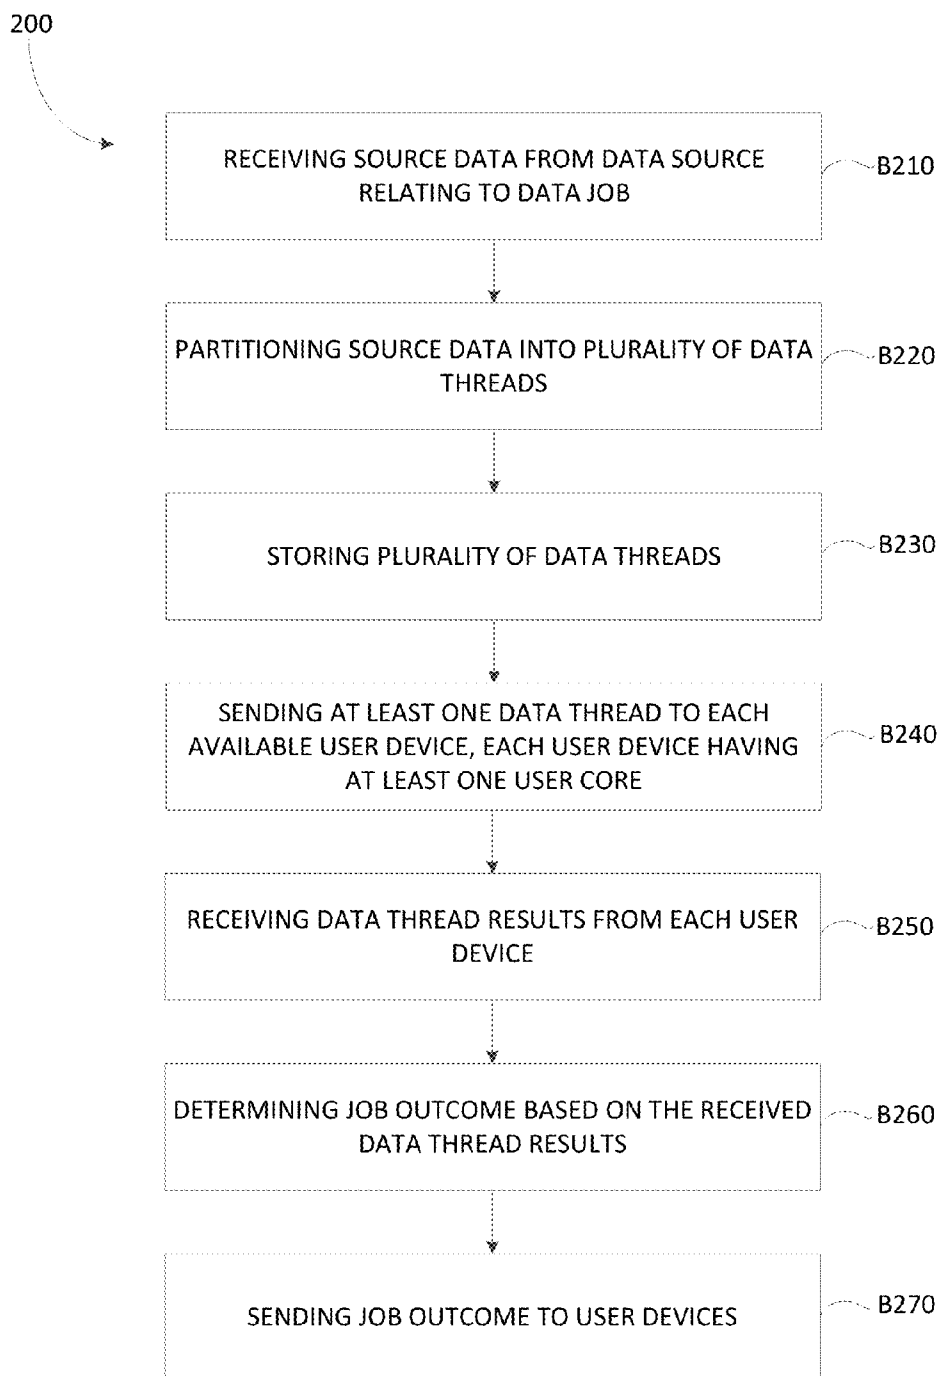 200
RECEIVING SOURCE DATA FROM DATA SOURCE
RELATING TO DATA JOB
B210
PARTITIONING SOURCE DATA INTO PLURALITY OF DATA
THREADS
B220
STORING PLURALITY OF DATA THREADS
B230
SENDING AT LEAST ONE DATA THREAD TO EACH
AVAILABLE USER DEVICE, EACH USER DEVICE HAVING
AT LEAST ONE USER CORE
B240
RECEIVING DATA THREAD RESULTS FROM EACH USER
DEVICE
B250
DETERMINING JOB OUTCOME BASED ON THE RECEIVED
DATA THREAD RESULTS
B260
SENDING JOB OUTCOME TO USER DEVICES
B270